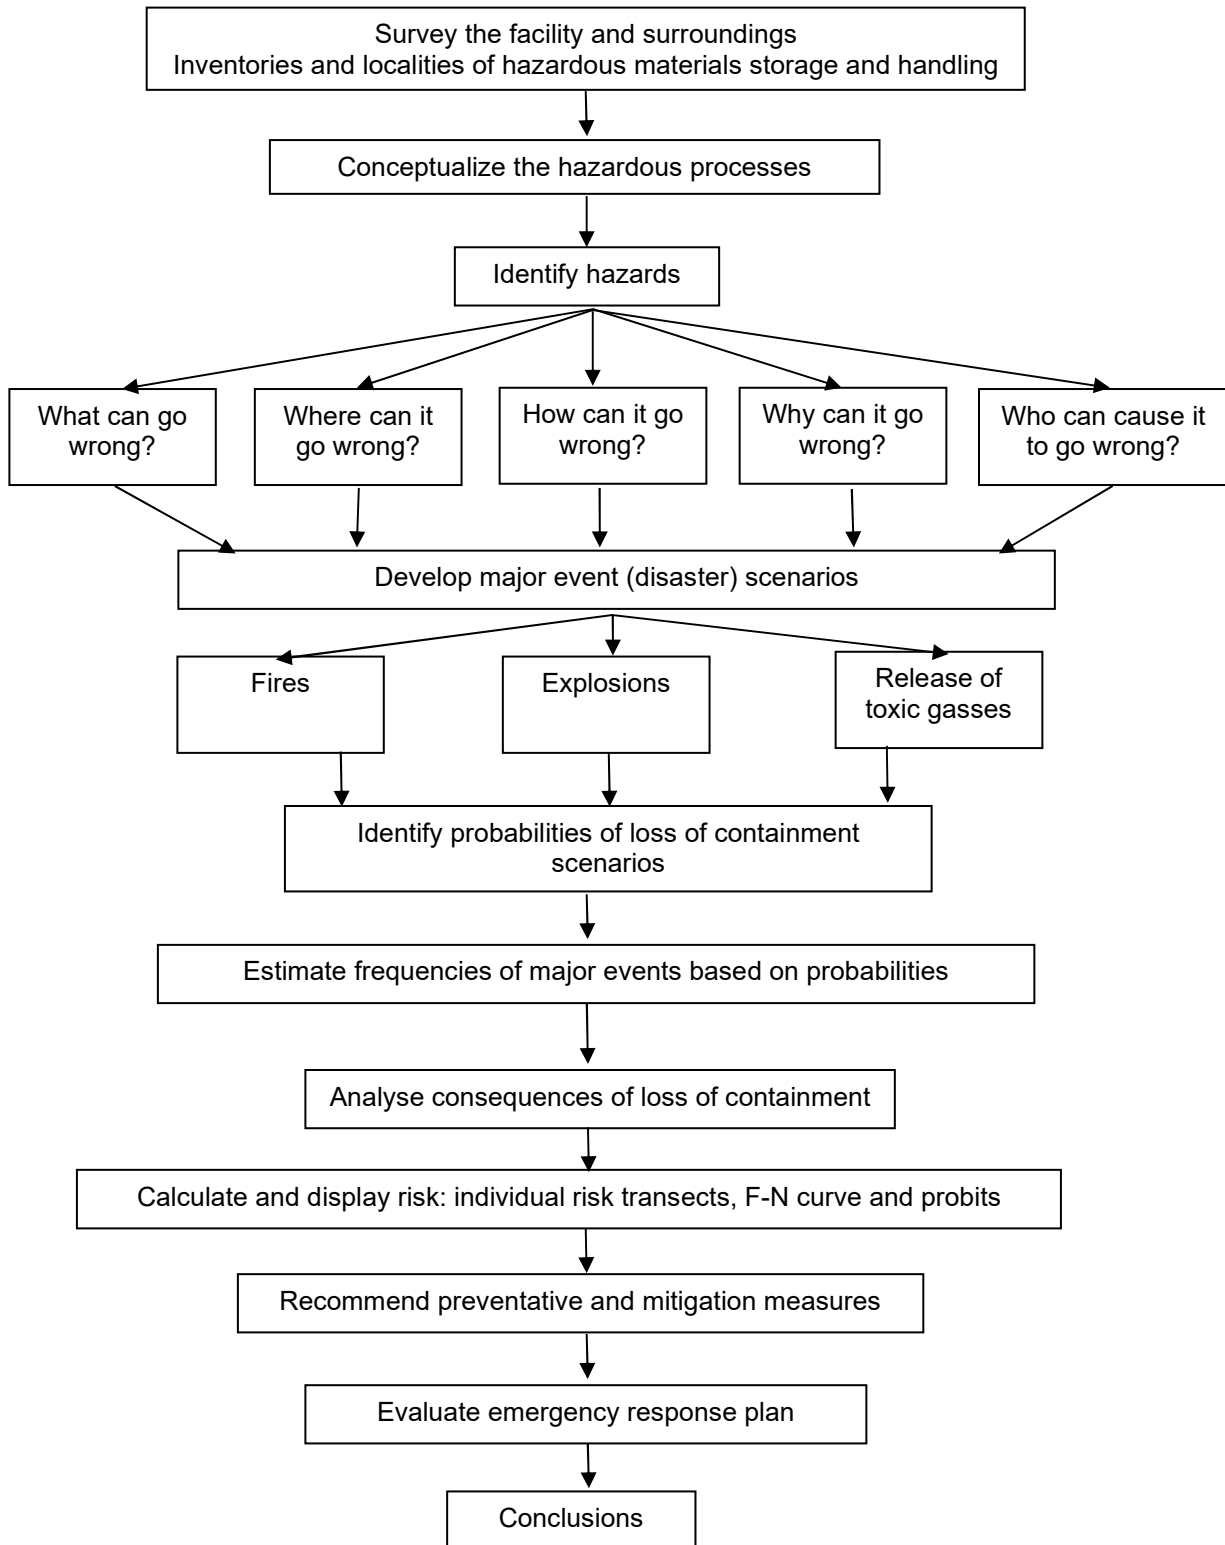 Survey the facility and surroundings
Inventories and localities of hazardous materials storage and handling
Conceptualize the hazardous processes
Identify hazards
What can go
wrong?
Where can it
go wrong?
How can it go
wrong?
Why can it go
wrong?
Who can cause it
to go wrong?
Develop major event (disaster) scenarios
Fires
Explosions
Release of
toxic gasses
Identify probabilities of loss of containment
scenarios
Estimate frequencies of major events based on probabilities
Analyse consequences of loss of containment
Calculate and display risk: individual risk transects, F-N curve and probits
Recommend preventative and mitigation measures
Evaluate emergency response plan
Conclusions